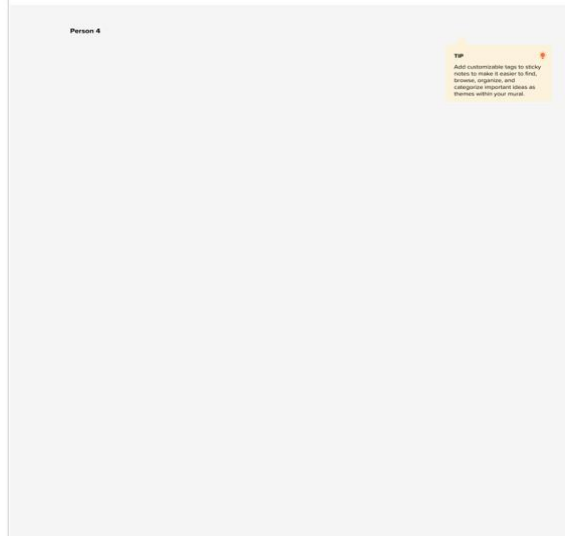 Person 4
TIP
Add customizable tags to sticky
notes to make it easier to find,
browse, organize, and
categorize important ideas as
themes within your mural.